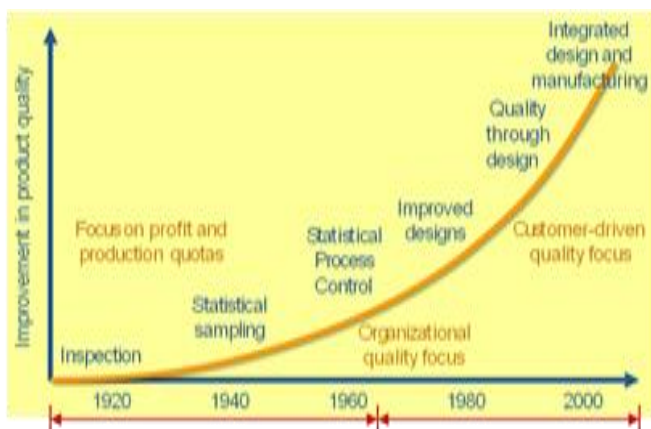 Improvement in product quality
Integrated
design and
manufacturing
Quality
through
design
Improved
designs
Statistical
Process
Control
Statistical
sampling
Inspection
Focus on profit and
production quotas
Organizational
quality focus
Customer-driven
quality focus
1920
1940
1960
1980
2000